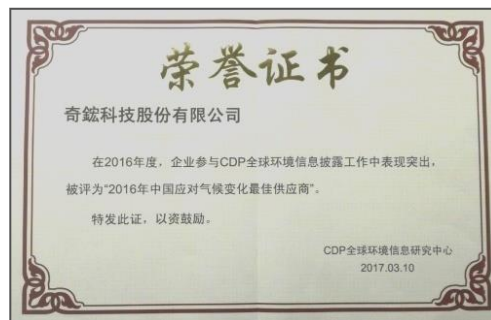 荣誉证书
奇鋐科技股份有限公司
在2016年度，企业参与CDP全球环境信息披露工作中表现突出，
被评为“2016年中国应对气候变化最佳供应商”。
特发此证，以资鼓励。
CDP全球环境信息研究中心
2017.03.10